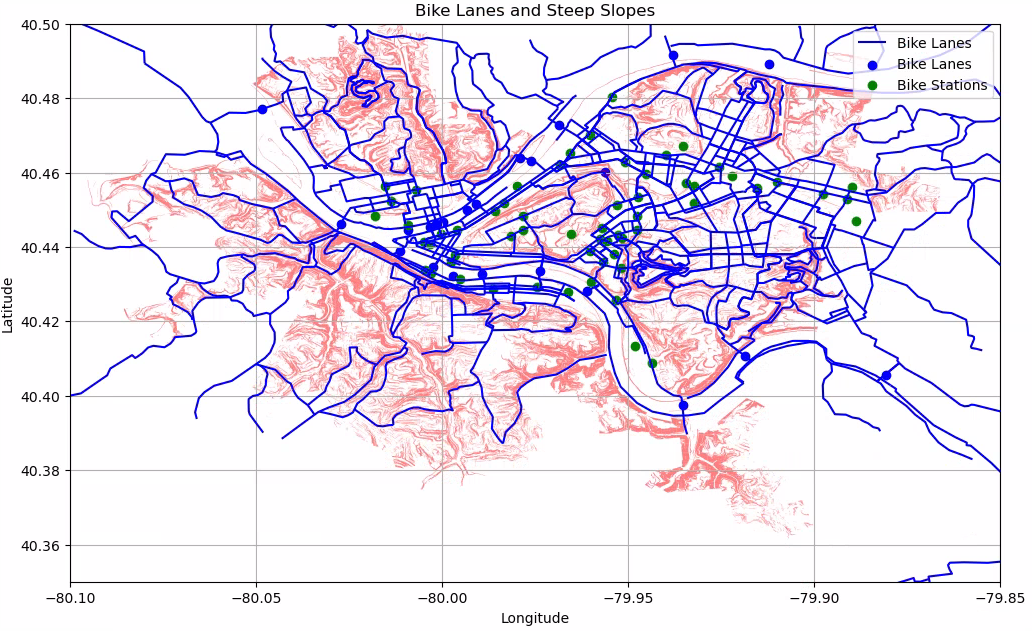 Bike Lanes and Steep Slopes
Bike Lanes
Bike Lanes
Bike Stations
40.50
40.48
40.46
40.44
40.42
40.40
40.38
40.36
Latitude
−80.10
−80.05
−80.00
−79.95
−79.90
−79.85
Longitude